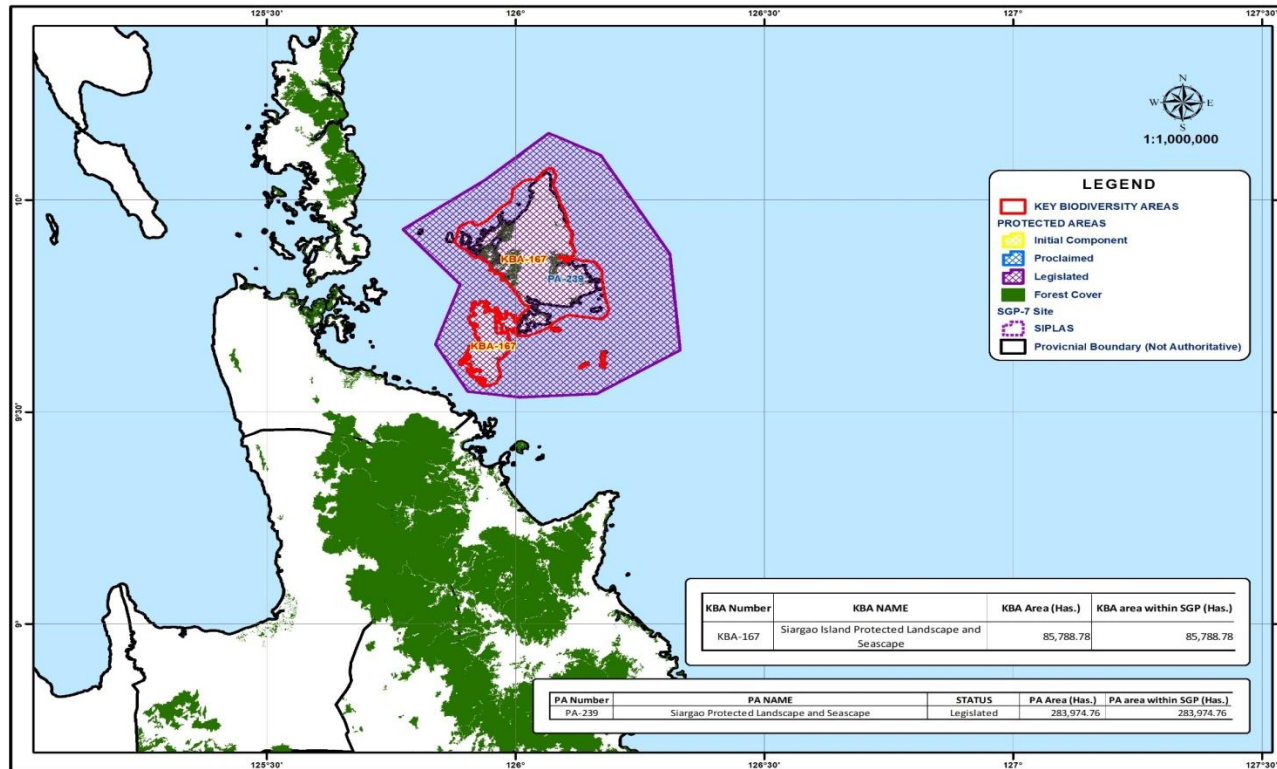 125°30' 126° 126°30' 127° 127°30'
N
W E
S
1:1,000,000
LEGEND
KEY BIODIVERSITY AREAS
PROTECTED AREAS
Initial Component
Proclaimed
Legislated
Forest Cover
SGP-7 Site
SIPLAS
Provicnial Boundary (Not Authoritative)
10° 10°
KBA-167
PA-239
KBA-167
9°30' 9°30'
9° 9°
KBA Number KBA NAME KBA Area (Has.) KBA area within SGP (Has.)
KBA-167 Siargao Island Protected Landscape and Seascape 85,788.78 85,788.78
PA Number PA NAME STATUS PA Area (Has.) PA area within SGP (Has.)
PA-239 Siargao Protected Landscape and Seascape Legislated 283,974.76 283,974.76
125°30' 126° 126°30' 127° 127°30'